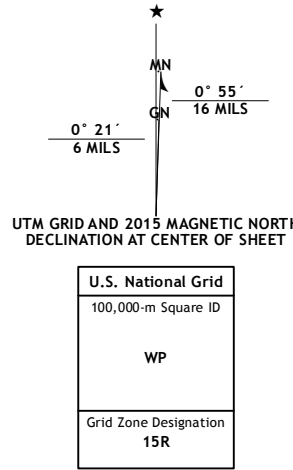 ★
MN
0° 55´
16 MILS
GN
0° 21´
6 MILS
UTM GRID AND 2015 MAGNETIC NORTH
DECLINATION AT CENTER OF SHEET
U.S. National Grid
100,000-m Square ID
WP
Grid Zone Designation
15R